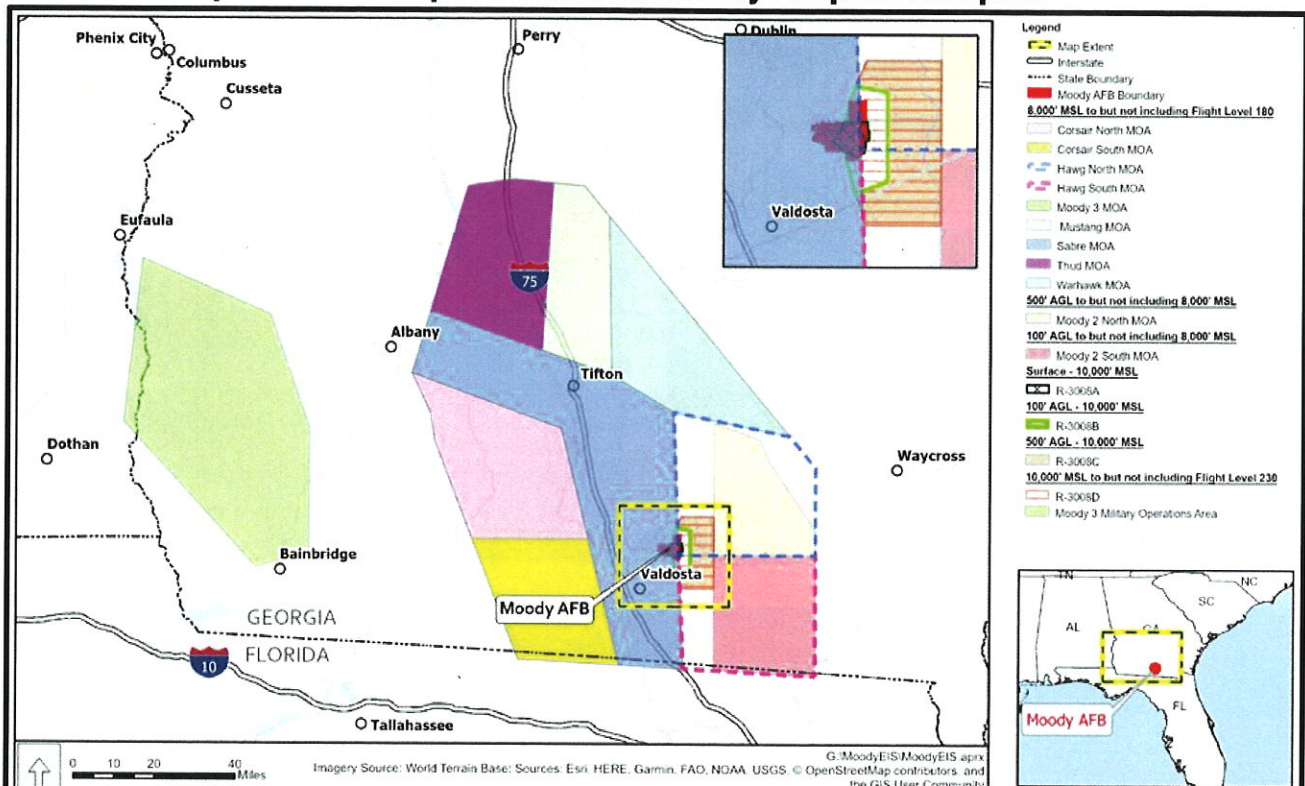 Phenix City
Columbus
Cusseta
Perry
Dublin
Eufaula
75
Albany
Tifton
Valdosta
Dothan
Waycross
Bainbridge
Valdosta
Moody AFB
GEORGIA
FLORIDA
10
Tallahassee
0 10 20 40
Miles
G:\MoodyEIS\MoodyEIS.aprx
Imagery Source: World Terrain Base: Sources: Esri, HERE, Garmin, FAO, NOAA, USGS, © OpenStreetMap contributors, and
the GIS User Community
Legend
Map Extent
Interstate
State Boundary
Moody AFB Boundary
8,000' MSL to but not including Flight Level 180
Corsair North MOA
Corsair South MOA
Hawg North MOA
Hawg South MOA
Moody 3 MOA
Mustang MOA
Sabre MOA
Thud MOA
Warhawk MOA
500' AGL to but not including 8,000' MSL
Moody 2 North MOA
100' AGL to but not including 8,000' MSL
Moody 2 South MOA
Surface - 10,000' MSL
R-3008A
100' AGL - 10,000' MSL
R-3008B
500' AGL - 10,000' MSL
R-3008C
10,000' MSL to but not including Flight Level 230
R-3008D
Moody 3 Military Operations Area
TN
NC
SC
AL
GA
FL
Moody AFB